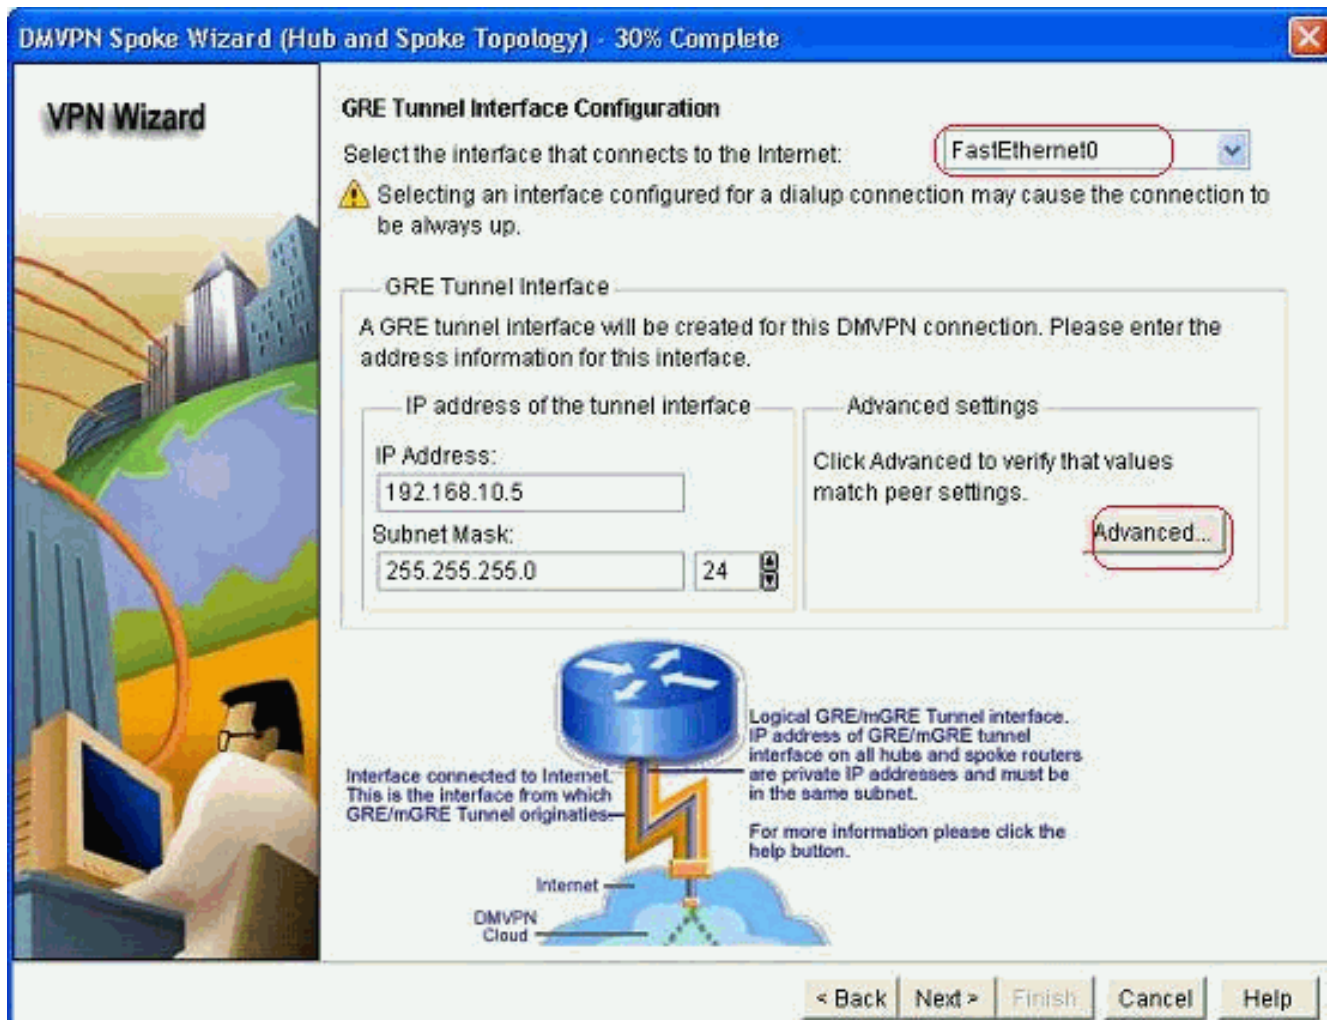 DMVPN Spoke Wizard (Hub and Spoke Topology) - 30% Complete
VPN Wizard
GRE Tunnel Interface Configuration
Select the interface that connects to the Internet:
FastEthernet0
Selecting an interface configured for a dialup connection may cause the connection to
be always up.
GRE Tunnel Interface
A GRE tunnel interface will be created for this DMVPN connection. Please enter the
address information for this interface.
IP address of the tunnel interface
IP Address:
192.168.10.5
Subnet Mask:
255.255.255.0
24
Advanced settings
Click Advanced to verify that values
match peer settings.
Advanced...
Interface connected to Internet.
This is the interface from which
GRE/mGRE Tunnel originaties
Logical GRE/mGRE Tunnel interface.
IP address of GRE/mGRE tunnel
interface on all hubs and spoke routers
are private IP addresses and must be
in the same subnet.
For more information please click the
help button.
Internet
DMVPN
Cloud
< Back
Next >
Finish
Cancel
Help